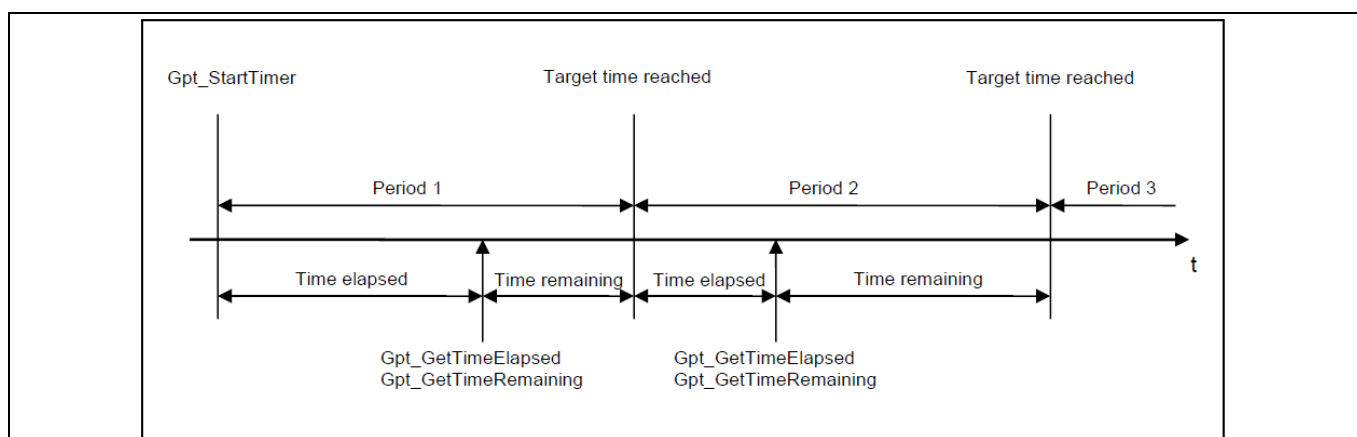 Gpt_StartTimer
Target time reached
Target time reached
Period 1
Period 2
Period 3
t
Time elapsed
Time remaining
Time elapsed
Time remaining
Gpt_GetTimeElapsed
Gpt_GetTimeRemaining
Gpt_GetTimeElapsed
Gpt_GetTimeRemaining